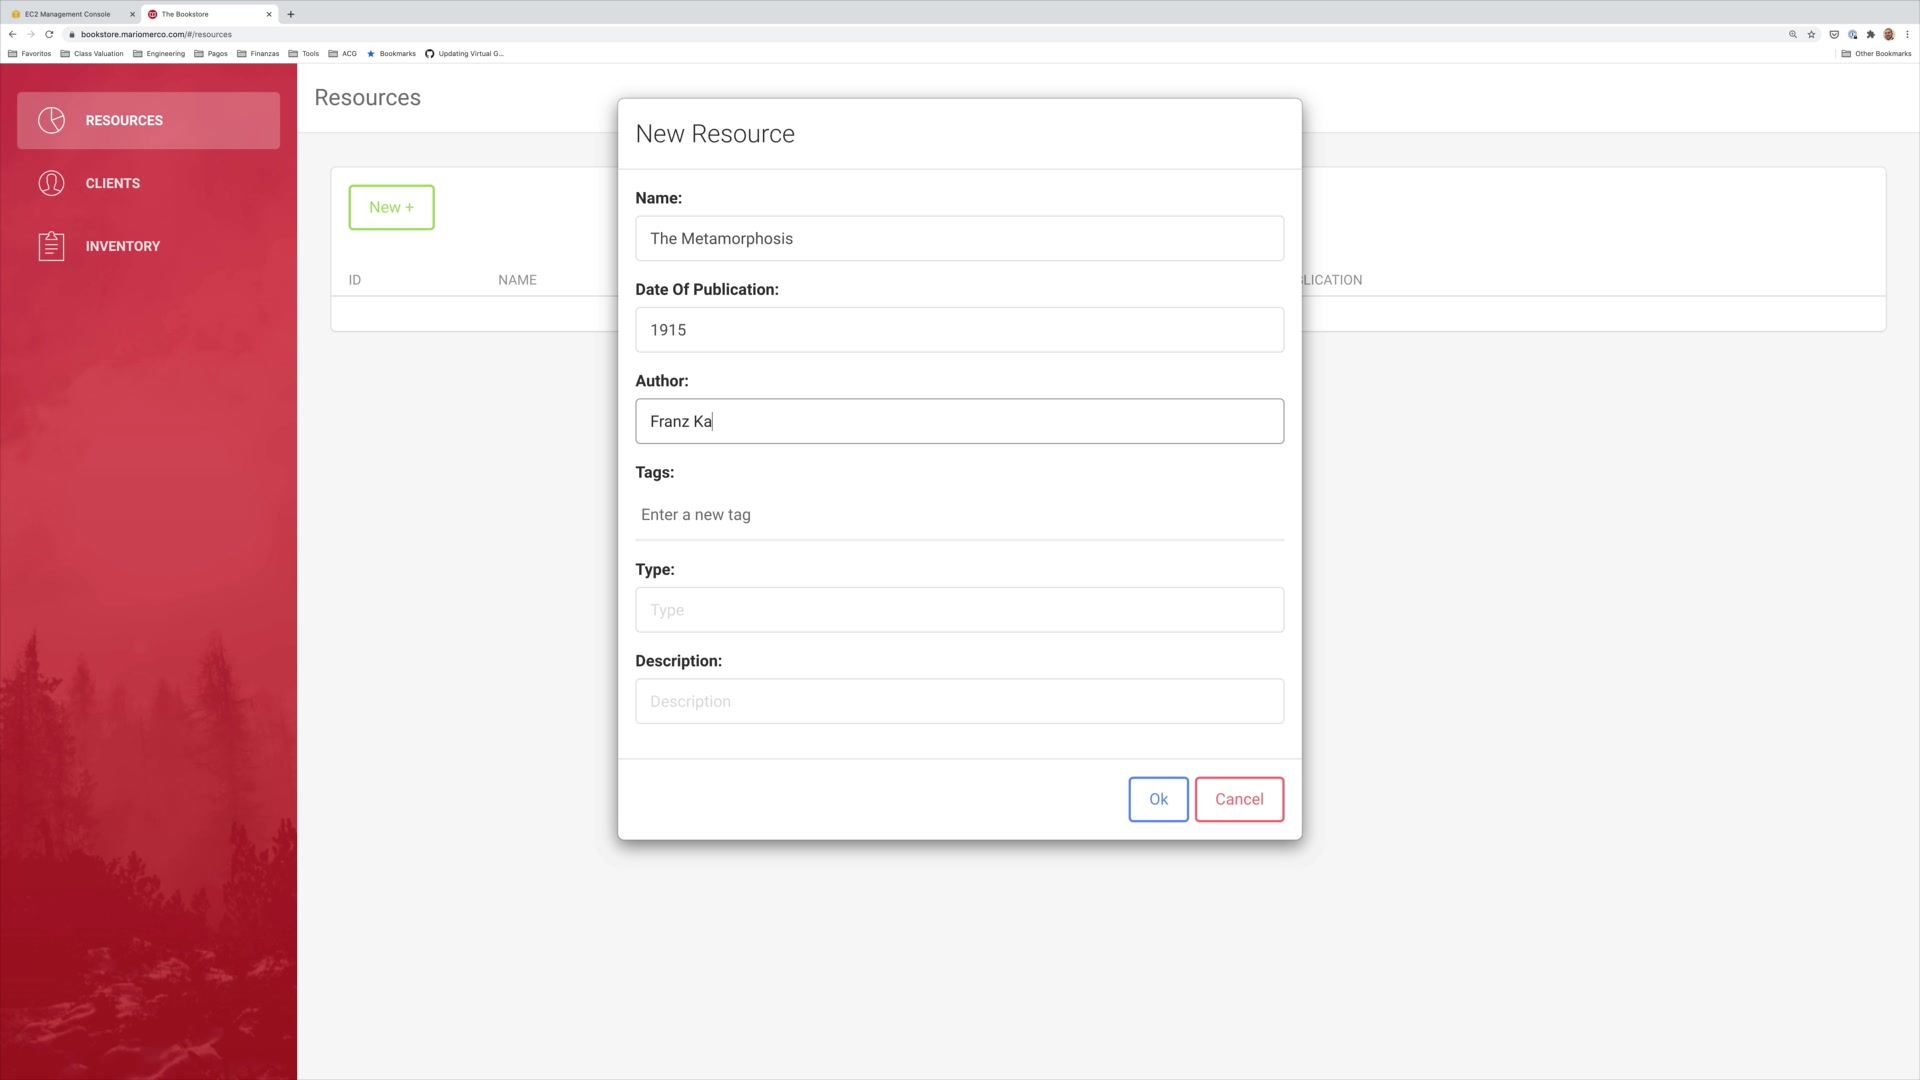 EC2 Management Console
The Bookstore
bookstore.mariomerco.com/#/resources
Favoritos
Class Valuation
Engineering
Pagos
Finanzas
Tools
ACG
Bookmarks
Updating Virtual G...
Other Bookmarks
RESOURCES
CLIENTS
INVENTORY
Resources
New +
ID
NAME
LICATION
New Resource
Name:
The Metamorphosis
Date Of Publication:
1915
Author:
Franz Ka
Tags:
Enter a new tag
Type:
Type
Description:
Description
Ok
Cancel